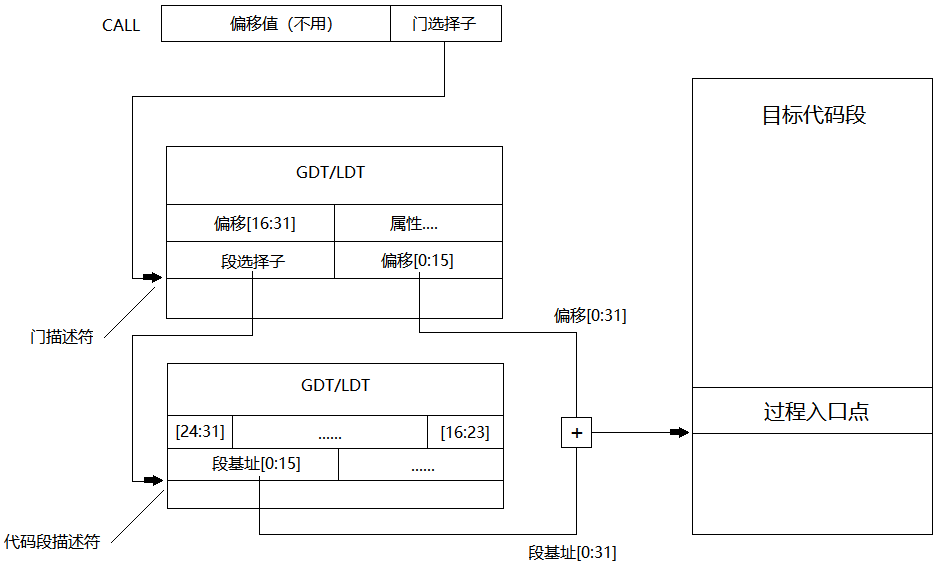 CALL
偏移值（不用）
门选择子
目标代码段
GDT/LDT
偏移[16:31]
属性....
段选择子
偏移[0:15]
偏移[0:31]
门描述符
GDT/LDT
[24:31]
......
[16:23]
段基址[0:15]
......
+
过程入口点
代码段描述符
段基址[0:31]